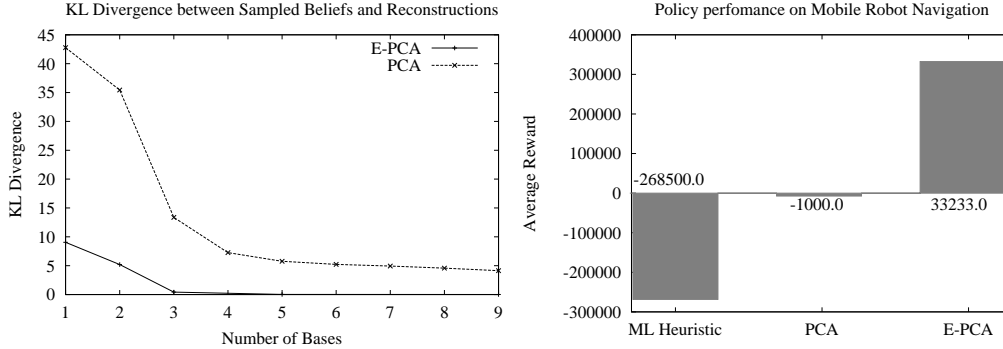 KL Divergence between Sampled Beliefs and Reconstructions
E-PCA
PCA
KL Divergence
45
40
35
30
25
20
15
10
5
0
1 2 3 4 5 6 7 8 9
Number of Bases
Policy perfomance on Mobile Robot Navigation
Average Reward
400000
300000
200000
100000
0
-100000
-200000
-300000
-268500.0
-1000.0
33233.0
ML Heuristic PCA E-PCA